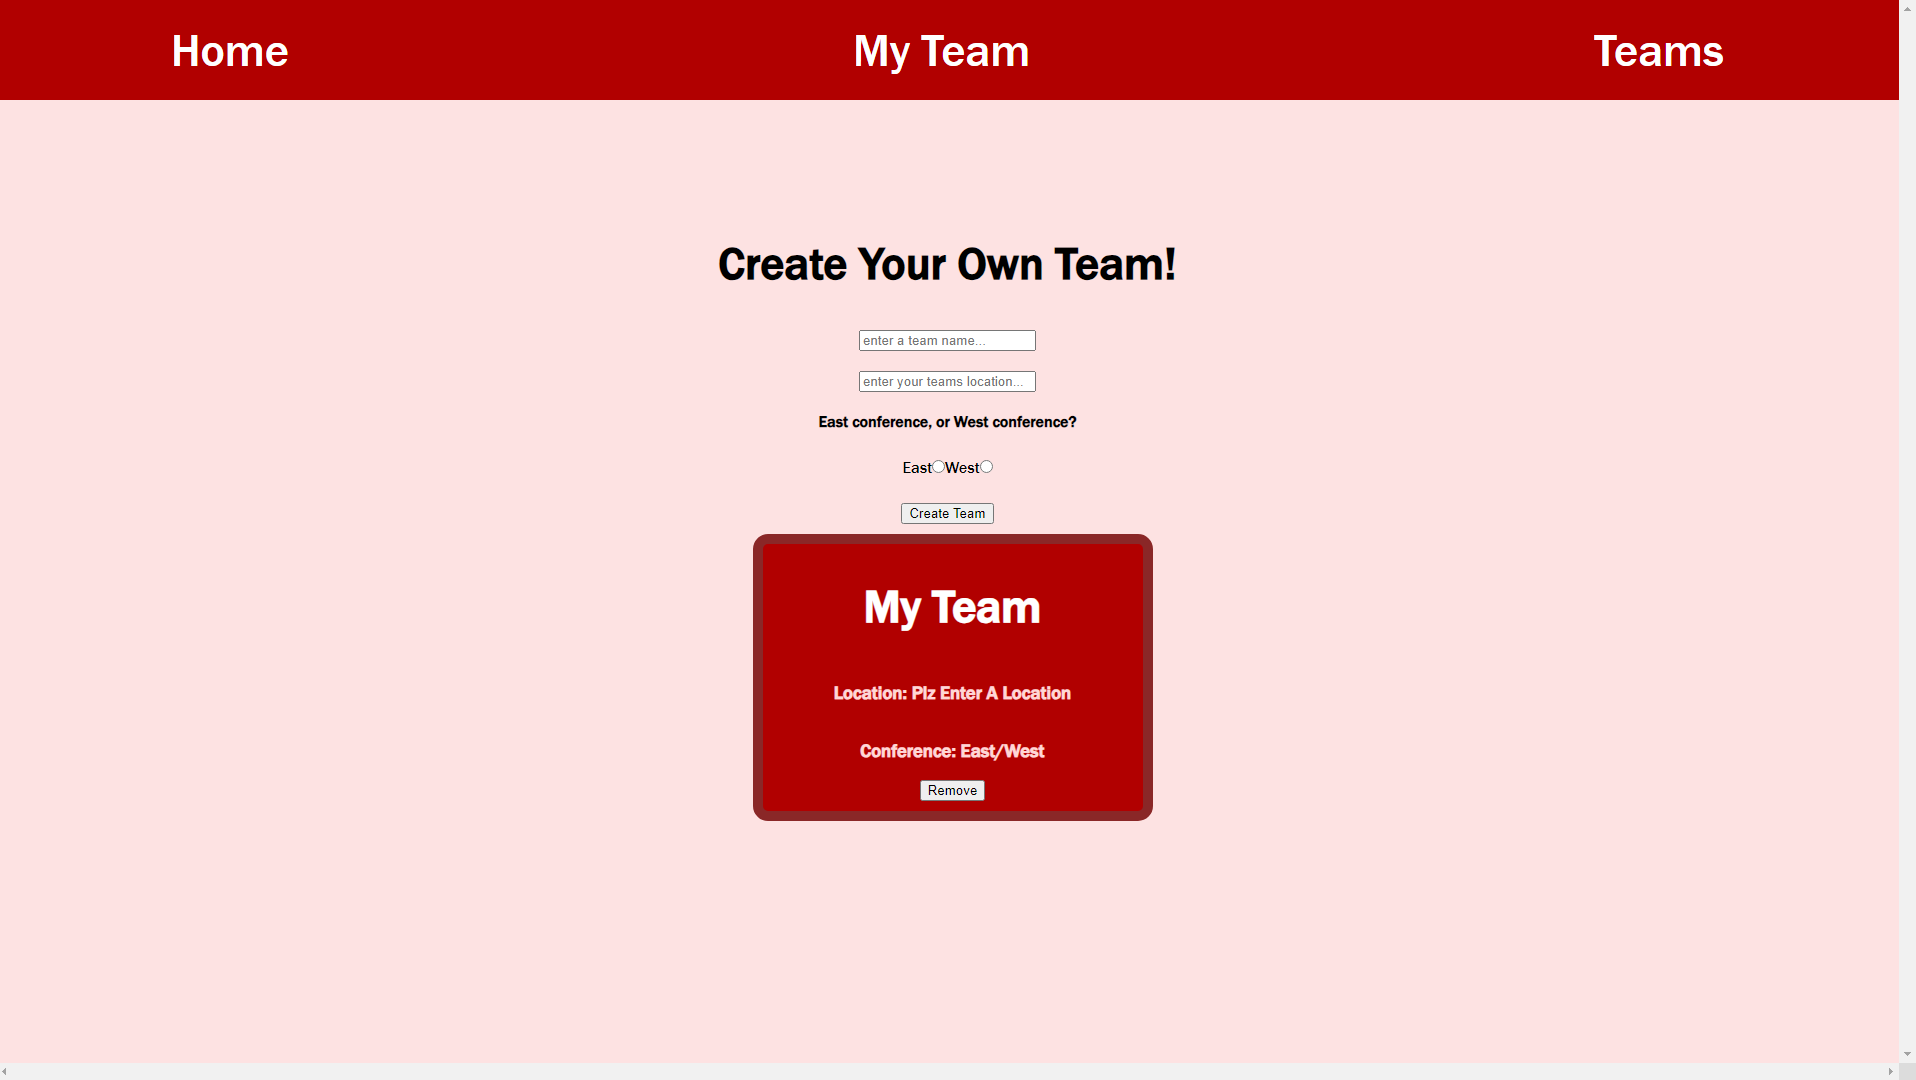 Home My Team Teams
Create Your Own Team!
enter a team name...
enter your teams location...
East conference, or West conference?
East West
Create Team
My Team
Location: Plz Enter A Location
Conference: East/West
Remove